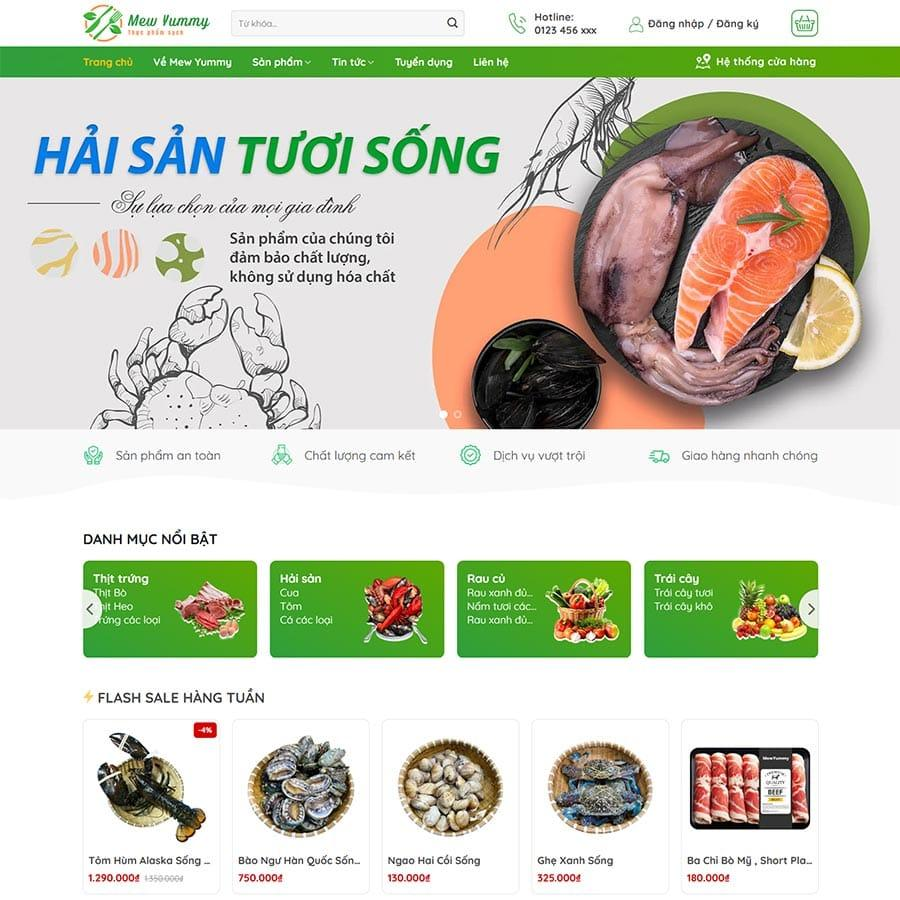 Mew Yummy
Thực phẩm sạch
Từ khóa...
Hotline:
0123 456 xxx
Đăng nhập / Đăng ký
Trang chủ
Về Mew Yummy
Sản phẩm
Tin tức
Tuyển dụng
Liên hệ
Hệ thống cửa hàng
HẢI SẢN TƯƠI SỐNG
Sự lựa chọn của mọi gia đình
Sản phẩm của chúng tôi
đảm bảo chất lượng,
không sử dụng hóa chất
Sản phẩm an toàn
Chất lượng cam kết
Dịch vụ vượt trội
Giao hàng nhanh chóng
DANH MỤC NỔI BẬT
Thịt trứng
Thịt Bò
Thịt Heo
Trứng các loại
Hải sản
Cua
Tôm
Cá các loại
Rau củ
Rau xanh đủ...
Nấm tươi các...
Rau xanh đủ...
Trái cây
Trái cây tươi
Trái cây khô
FLASH SALE HÀNG TUẦN
-4%
Tôm Hùm Alaska Sống ...
1.290.000₫ 1.350.000₫
Bào Ngư Hàn Quốc Sốn...
750.000₫
Ngao Hai Cồi Sống
130.000₫
Ghẹ Xanh Sống
325.000₫
MewYummy
QUALITY
BEEF
Ba Chỉ Bò Mỹ , Short Pla...
180.000₫